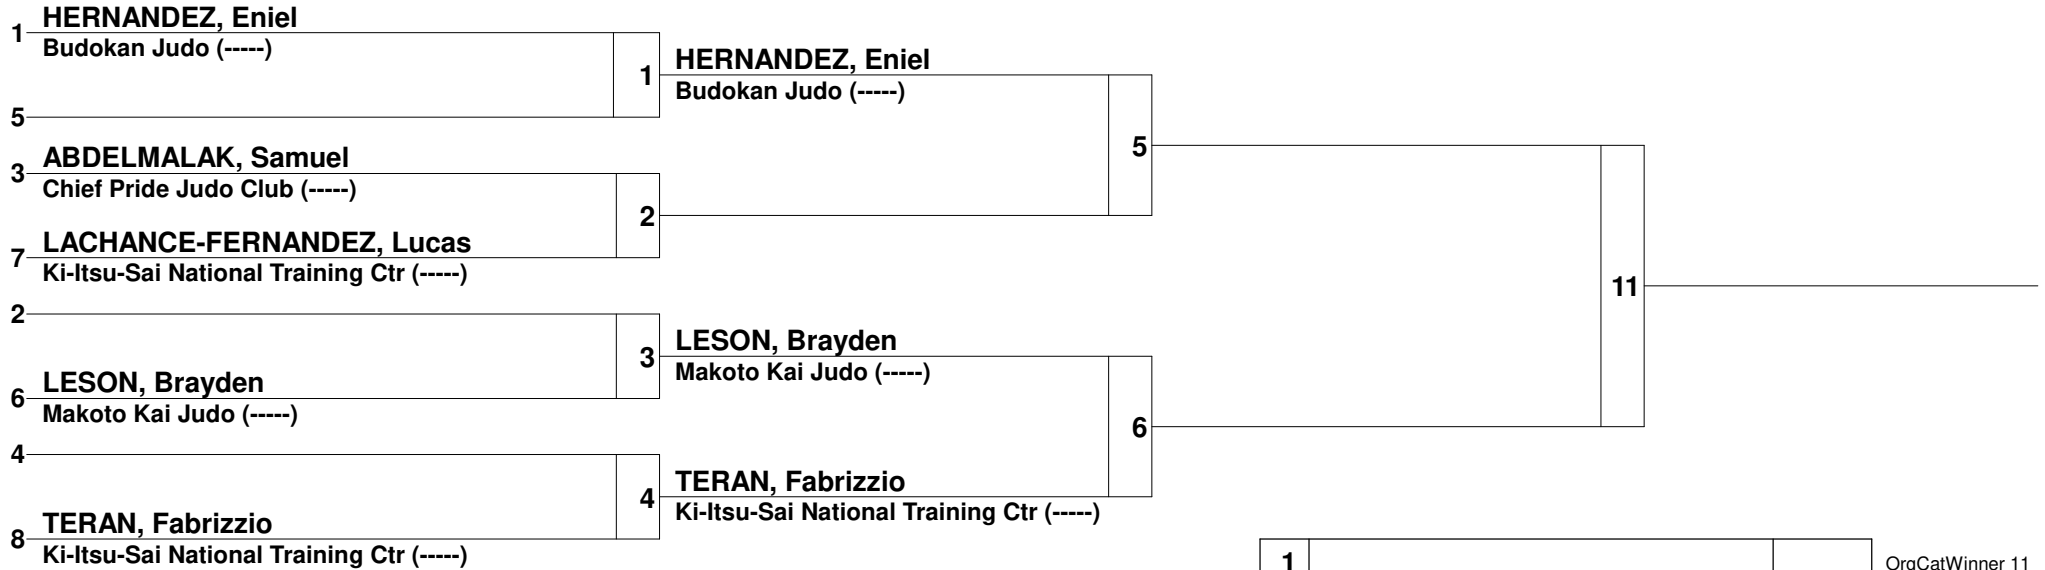 HERNANDEZ, Eniel
1
Budokan Judo (-----)
5
1
HERNANDEZ, Eniel
Budokan Judo (-----)
ABDELMALAK, Samuel
3
Chief Pride Judo Club (-----)
LACHANCE-FERNANDEZ, Lucas
7
Ki-Itsu-Sai National Training Ctr (-----)
2
5
2
LESON, Brayden
6
Makoto Kai Judo (-----)
3
LESON, Brayden
Makoto Kai Judo (-----)
4
TERAN, Fabrizzio
8
Ki-Itsu-Sai National Training Ctr (-----)
4
TERAN, Fabrizzio
Ki-Itsu-Sai National Training Ctr (-----)
6
11
1
OrgCatWinner 11